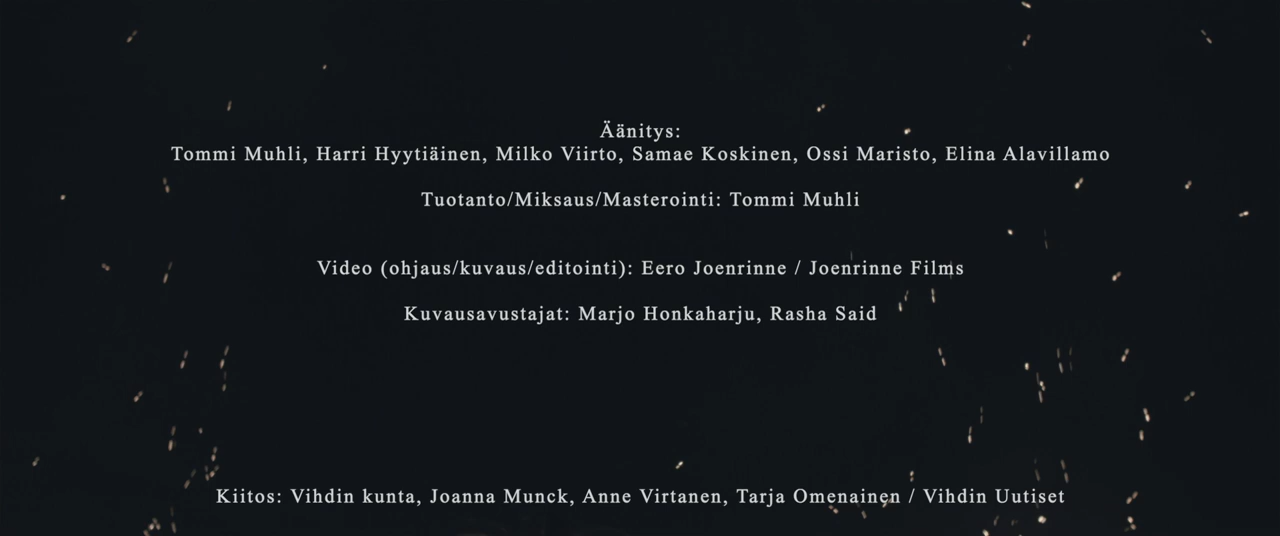 Äänitys:
Tommi Muhli, Harri Hyytiäinen, Milko Viirto, Samae Koskinen, Ossi Maristo, Elina Alavillamo
Tuotanto/Miksaus/Masterointi: Tommi Muhli
Video (ohjaus/kuvaus/editointi): Eero Joenrinne / Joenrinne Films
Kuvausavustajat: Marjo Honkaharju, Rasha Said
Kiitos: Vihdin kunta, Joanna Munck, Anne Virtanen, Tarja Omenainen / Vihdin Uutiset